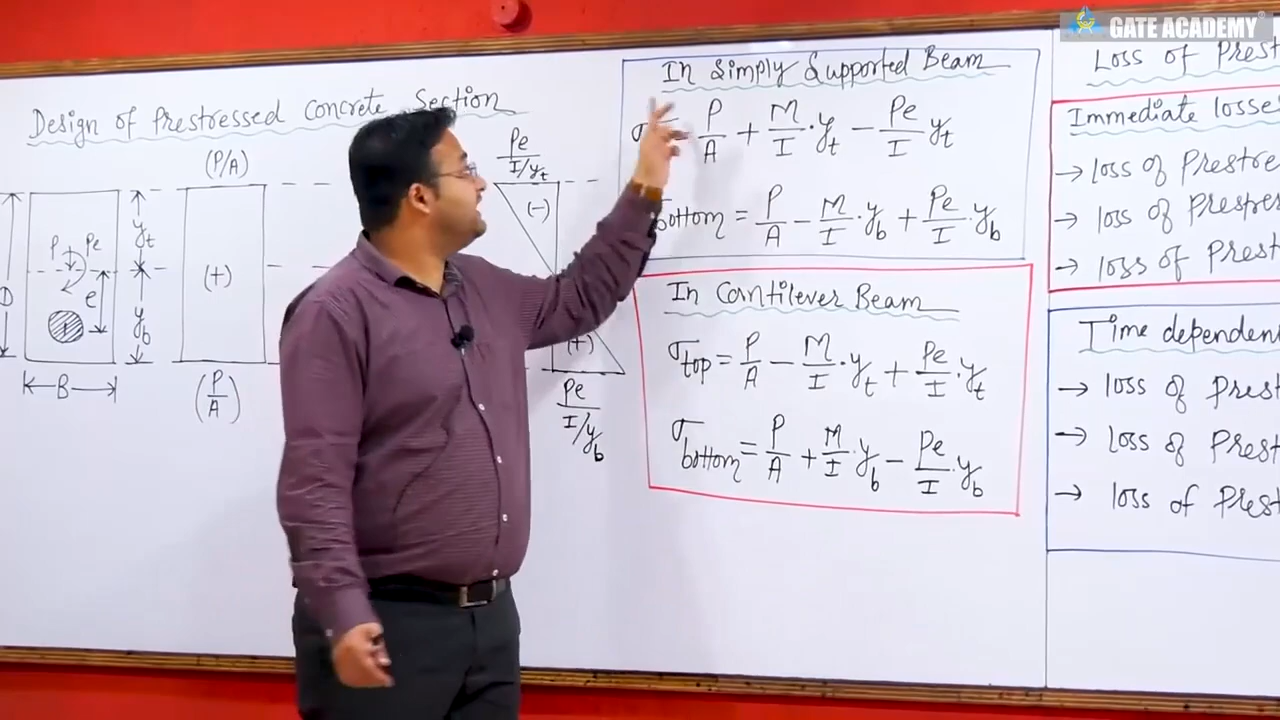 GATE ACADEMY
Design of Prestressed Concrete Section
(P/A)
Pe
I/yt
(-)
P Pe
yt
(+)
D
e
yb
B
(P/A)
(+)
Pe
I/yb
In Simply Supported Beam
P/A + M/I · yt - Pe/I yt
bottom = P/A - M/I · yb + Pe/I · yb
In Cantilever Beam
σtop = P/A - M/I · yt + Pe/I · yt
σbottom = P/A + M/I · yb - Pe/I · yb
Loss of Prest
Immediate losse
→ loss of Prestre
→ loss of Prestre
→ loss of Prest
Time dependen
→ loss of Prest
→ loss of Prest
→ loss of Prest